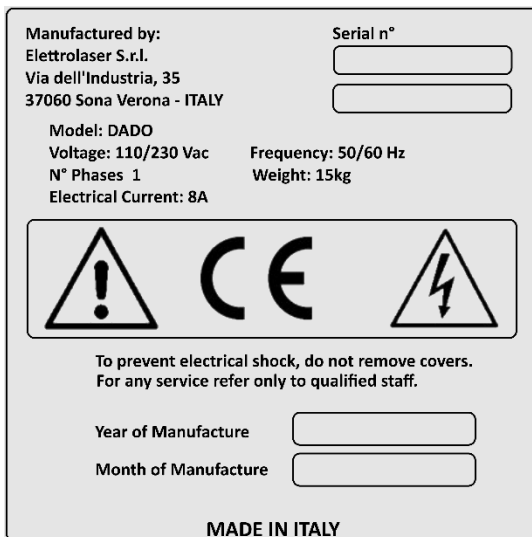 Manufactured by:
Elettrolaser S.r.l.
Via dell'Industria, 35
37060 Sona Verona - ITALY
Serial n°
Model: DADO
Voltage: 110/230 Vac Frequency: 50/60 Hz
N° Phases 1 Weight: 15kg
Electrical Current: 8A
CE
To prevent electrical shock, do not remove covers.
For any service refer only to qualified staff.
Year of Manufacture
Month of Manufacture
MADE IN ITALY